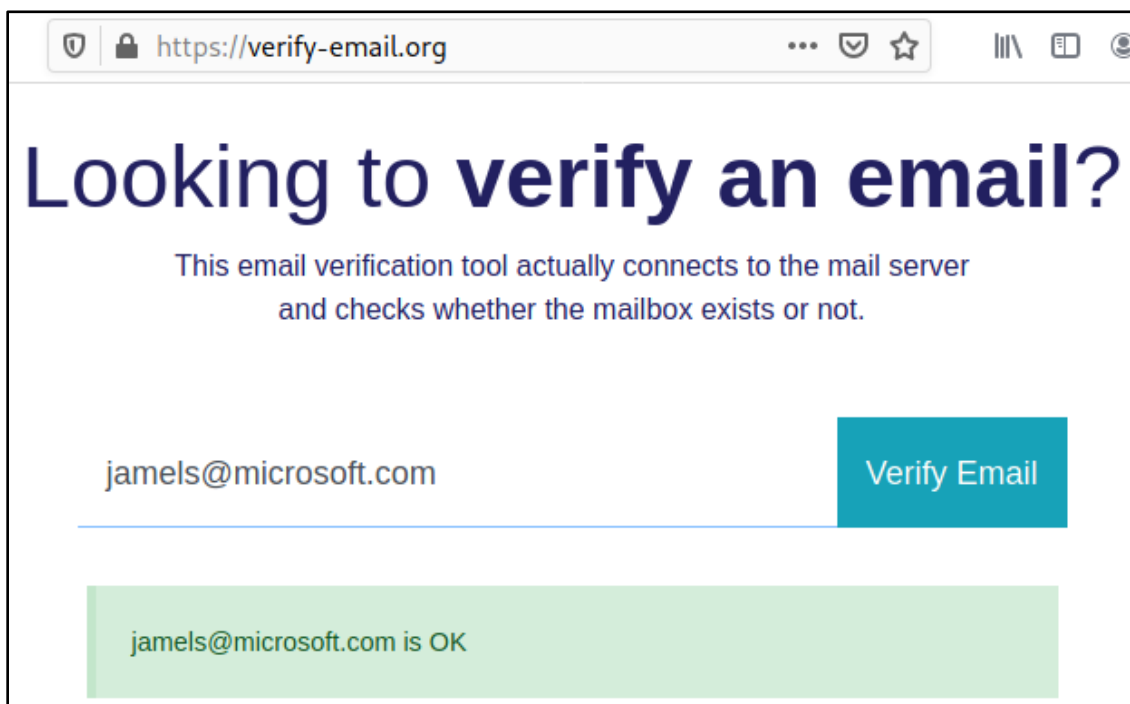 https://verify-email.org
Looking to verify an email?
This email verification tool actually connects to the mail server
and checks whether the mailbox exists or not.
jamels@microsoft.com
Verify Email
jamels@microsoft.com is OK